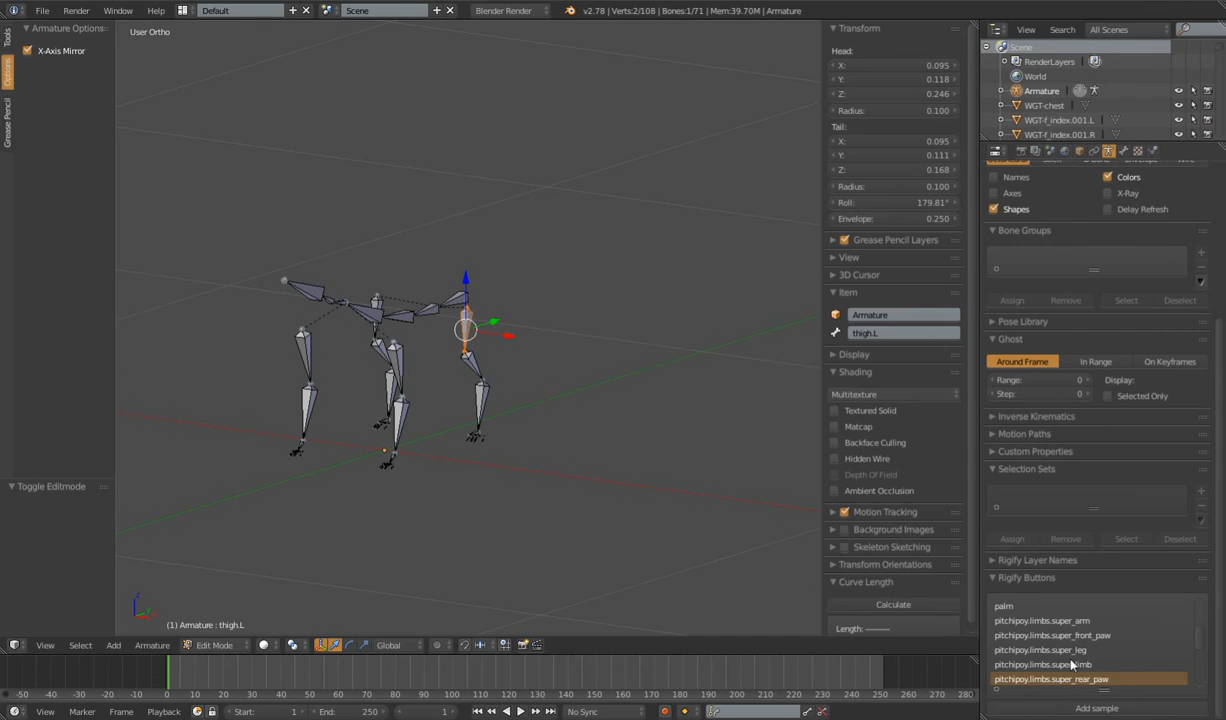 File Render Window Help Default Scene Blender Render v2.78 | Verts:2/108 | Bones:1/71 | Mem:39.70M | Armature
View Search All Scenes
Armature Options
X-Axis Mirror
Tools
Options
Grease Pencil
Toggle Editmode
User Ortho
(1) Armature : thigh.L
Transform
Head:
X: 0.095
Y: 0.118
Z: 0.246
Radius: 0.100
Tail:
X: 0.095
Y: 0.111
Z: 0.168
Radius: 0.100
Roll: 179.81°
Envelope: 0.250
Grease Pencil Layers
View
3D Cursor
Item
Armature
thigh.L
Display
Shading
Multitexture
Textured Solid
Matcap
Backface Culling
Hidden Wire
Depth Of Field
Ambient Occlusion
Motion Tracking
Background Images
Skeleton Sketching
Transform Orientations
Curve Length
Calculate
Length:
Scene
RenderLayers
World
Armature
WGT-chest
WGT-f_index.001.L
WGT-f_index.001.R
Names Colors
Axes X-Ray
Shapes Delay Refresh
Bone Groups
Assign Remove Select Deselect
Pose Library
Ghost
Around Frame In Range On Keyframes
Range: 0 Display:
Step: 0 Selected Only
Inverse Kinematics
Motion Paths
Custom Properties
Selection Sets
Assign Remove Select Deselect
Rigify Layer Names
Rigify Buttons
palm
pitchipoy.limbs.super_arm
pitchipoy.limbs.super_front_paw
pitchipoy.limbs.super_leg
pitchipoy.limbs.super_limb
pitchipoy.limbs.super_rear_paw
Add sample
View Select Add Armature Edit Mode Global
-50 -40 -30 -20 -10 0 10 20 30 40 50 60 70 80 90 100 110 120 130 140 150 160 170 180 190 200 210 220 230 240 250 260 270 280
View Marker Frame Playback Start: 1 End: 250 1 No Sync